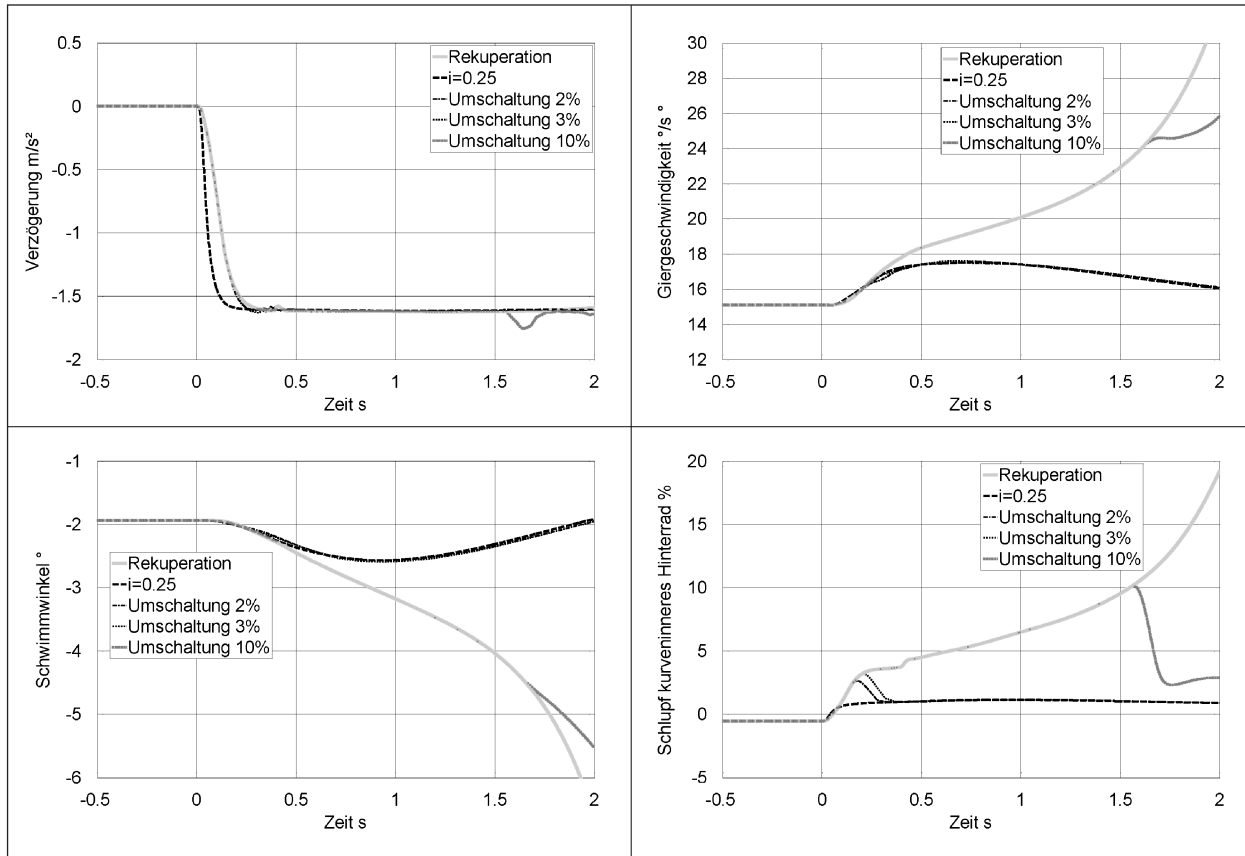 0.5
0
-0.5
-1
-1.5
-2
Verzögerung m/s²
-0.5 0 0.5 1 1.5 2
Zeit s
Rekuperation
i=0.25
Umschaltung 2%
Umschaltung 3%
Umschaltung 10%
30
28
26
24
22
20
18
16
14
12
Giergeschwindigkeit °/s °
-0.5 0 0.5 1 1.5 2
Zeit s
Rekuperation
i=0.25
Umschaltung 2%
Umschaltung 3%
Umschaltung 10%
-1
-2
-3
-4
-5
-6
Schwimmwinkel °
-0.5 0 0.5 1 1.5 2
Zeit s
Rekuperation
i=0.25
Umschaltung 2%
Umschaltung 3%
Umschaltung 10%
20
15
10
5
0
-5
Schlupf kurveninneres Hinterrad %
-0.5 0 0.5 1 1.5 2
Zeit s
Rekuperation
i=0.25
Umschaltung 2%
Umschaltung 3%
Umschaltung 10%